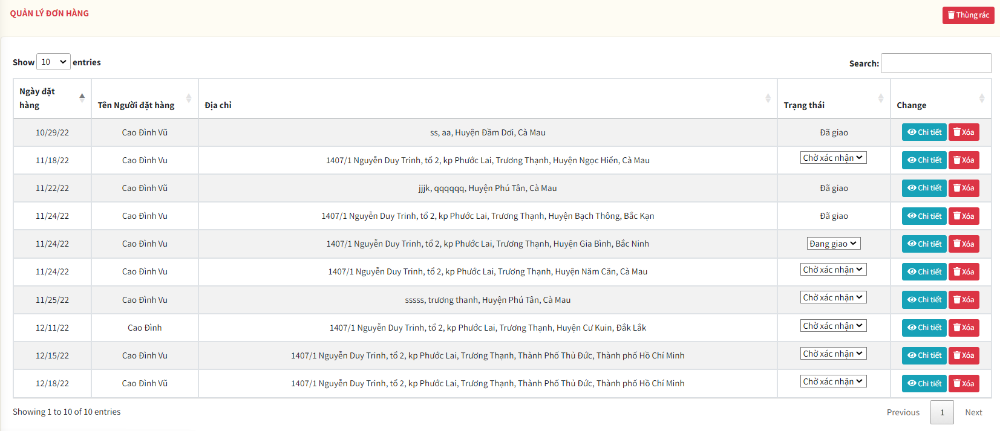 QUẢN LÝ ĐƠN HÀNG
Thùng rác
Show 10 entries
Search:
Ngày đặt hàng Tên Người đặt hàng Địa chỉ Trạng thái Change
10/29/22 Cao Đình Vũ ss, aa, Huyện Đầm Dơi, Cà Mau Đã giao Chi tiết Xóa
11/18/22 Cao Đình Vu 1407/1 Nguyễn Duy Trinh, tổ 2, kp Phước Lai, Trương Thạnh, Huyện Ngọc Hiển, Cà Mau Chờ xác nhận Chi tiết Xóa
11/22/22 Cao Đình Vũ jjjk, qqqqqq, Huyện Phú Tân, Cà Mau Đã giao Chi tiết Xóa
11/24/22 Cao Đình Vu 1407/1 Nguyễn Duy Trinh, tổ 2, kp Phước Lai, Trương Thạnh, Huyện Bạch Thông, Bắc Kạn Đã giao Chi tiết Xóa
11/24/22 Cao Đình Vu 1407/1 Nguyễn Duy Trinh, tổ 2, kp Phước Lai, Trương Thạnh, Huyện Gia Bình, Bắc Ninh Đang giao Chi tiết Xóa
11/24/22 Cao Đình Vu 1407/1 Nguyễn Duy Trinh, tổ 2, kp Phước Lai, Trương Thạnh, Huyện Năm Căn, Cà Mau Chờ xác nhận Chi tiết Xóa
11/25/22 Cao Đình Vu sssss, trương thanh, Huyện Phú Tân, Cà Mau Chờ xác nhận Chi tiết Xóa
12/11/22 Cao Đình 1407/1 Nguyễn Duy Trinh, tổ 2, kp Phước Lai, Trương Thạnh, Huyện Cư Kuin, Đắk Lắk Chờ xác nhận Chi tiết Xóa
12/15/22 Cao Đình Vu 1407/1 Nguyễn Duy Trinh, tổ 2, kp Phước Lai, Trương Thạnh, Thành Phố Thủ Đức, Thành phố Hồ Chí Minh Chờ xác nhận Chi tiết Xóa
12/18/22 Cao Đình Vũ 1407/1 Nguyễn Duy Trinh, tổ 2, kp Phước Lai, Trương Thạnh, Thành Phố Thủ Đức, Thành phố Hồ Chí Minh Chờ xác nhận Chi tiết Xóa
Showing 1 to 10 of 10 entries
Previous 1 Next